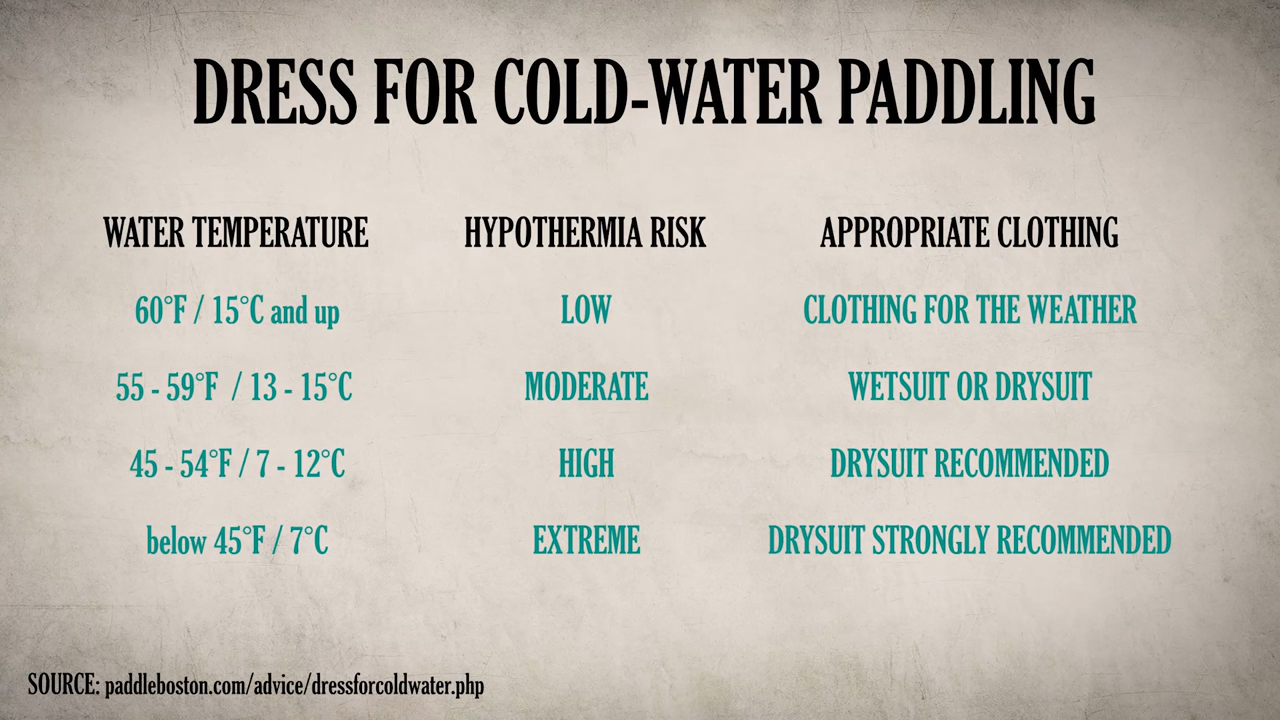 DRESS FOR COLD-WATER PADDLING
WATER TEMPERATURE HYPOTHERMIA RISK APPROPRIATE CLOTHING
60°F / 15°C and up LOW CLOTHING FOR THE WEATHER
55 - 59°F / 13 - 15°C MODERATE WETSUIT OR DRYSUIT
45 - 54°F / 7 - 12°C HIGH DRYSUIT RECOMMENDED
below 45°F / 7°C EXTREME DRYSUIT STRONGLY RECOMMENDED
SOURCE: paddleboston.com/advice/dressforcoldwater.php